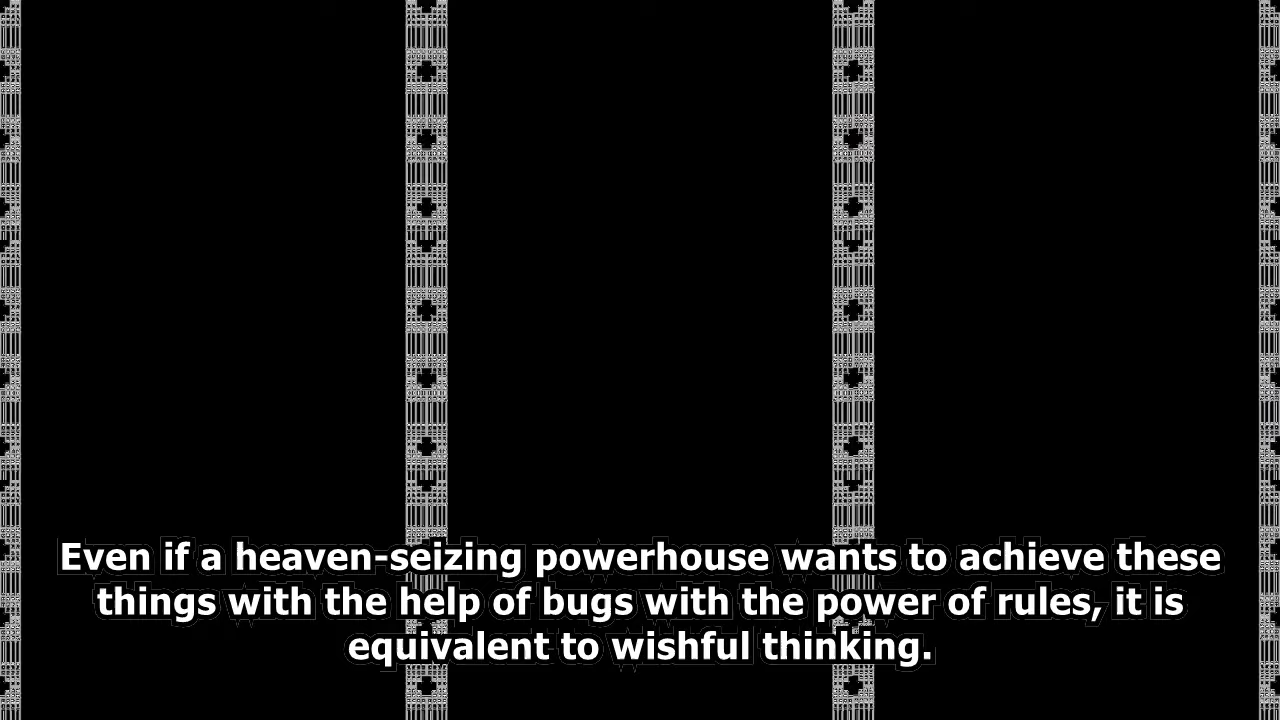 Even if a heaven-seizing powerhouse wants to achieve these
things with the help of bugs with the power of rules, it is
equivalent to wishful thinking.